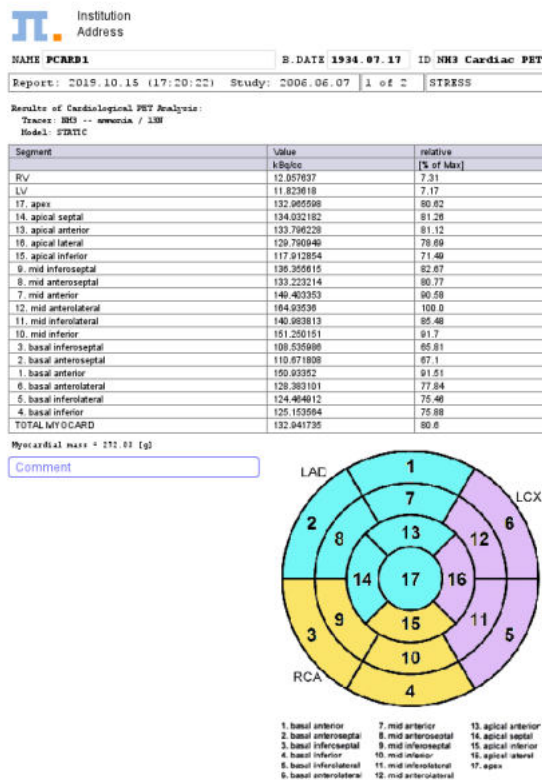 Institution
Address
NAME PCARD1 B.DATE 1934.07.17 ID NH3 Cardiac PET
Report: 2019.10.15 (17:20:22) Study: 2006.06.07 1 of 2 STRESS
Results of Cardiological PET Analysis:
Tracer: NH3 -- ammonia / 13N
Model: STATIC
Segment Value relative
kBq/cc [% of Max]
RV 12.057637 7.31
LV 11.823618 7.17
17. apex 132.965598 80.62
14. apical septal 134.032182 81.26
13. apical anterior 133.796228 81.12
16. apical lateral 129.790949 78.69
15. apical inferior 117.912854 71.49
9. mid inferoseptal 136.355615 82.67
8. mid anteroseptal 133.223214 80.77
7. mid anterior 149.403353 90.58
12. mid anterolateral 164.93536 100.0
11. mid inferolateral 140.983813 85.48
10. mid inferior 151.250151 91.7
3. basal inferoseptal 108.535986 65.81
2. basal anteroseptal 110.671808 67.1
1. basal anterior 150.93352 91.51
6. basal anterolateral 128.383101 77.84
5. basal inferolateral 124.464912 75.46
4. basal inferior 125.153564 75.88
TOTAL MYOCARD 132.941735 80.6
Myocardial mass = 272.03 [g]
Comment
LAD
LCX
RCA
1
7
2 13 6
8 12
14 17 16
9 15 11
3 5
10
4
1. basal anterior 7. mid anterior 13. apical anterior
2. basal anteroseptal 8. mid anteroseptal 14. apical septal
3. basal inferoseptal 9. mid inferoseptal 15. apical inferior
4. basal inferior 10. mid inferior 16. apical lateral
5. basal inferolateral 11. mid inferolateral 17. apex
6. basal anterolateral 12. mid anterolateral